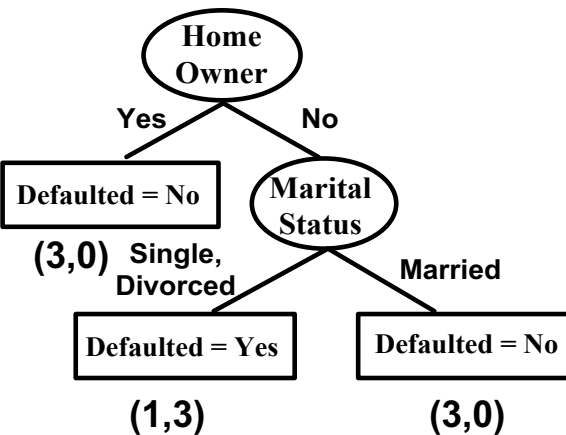 Home
Owner
Yes
No
Defaulted = No
Marital
Status
(3,0)
Single,
Divorced
Married
Defaulted = Yes
Defaulted = No
(1,3)
(3,0)